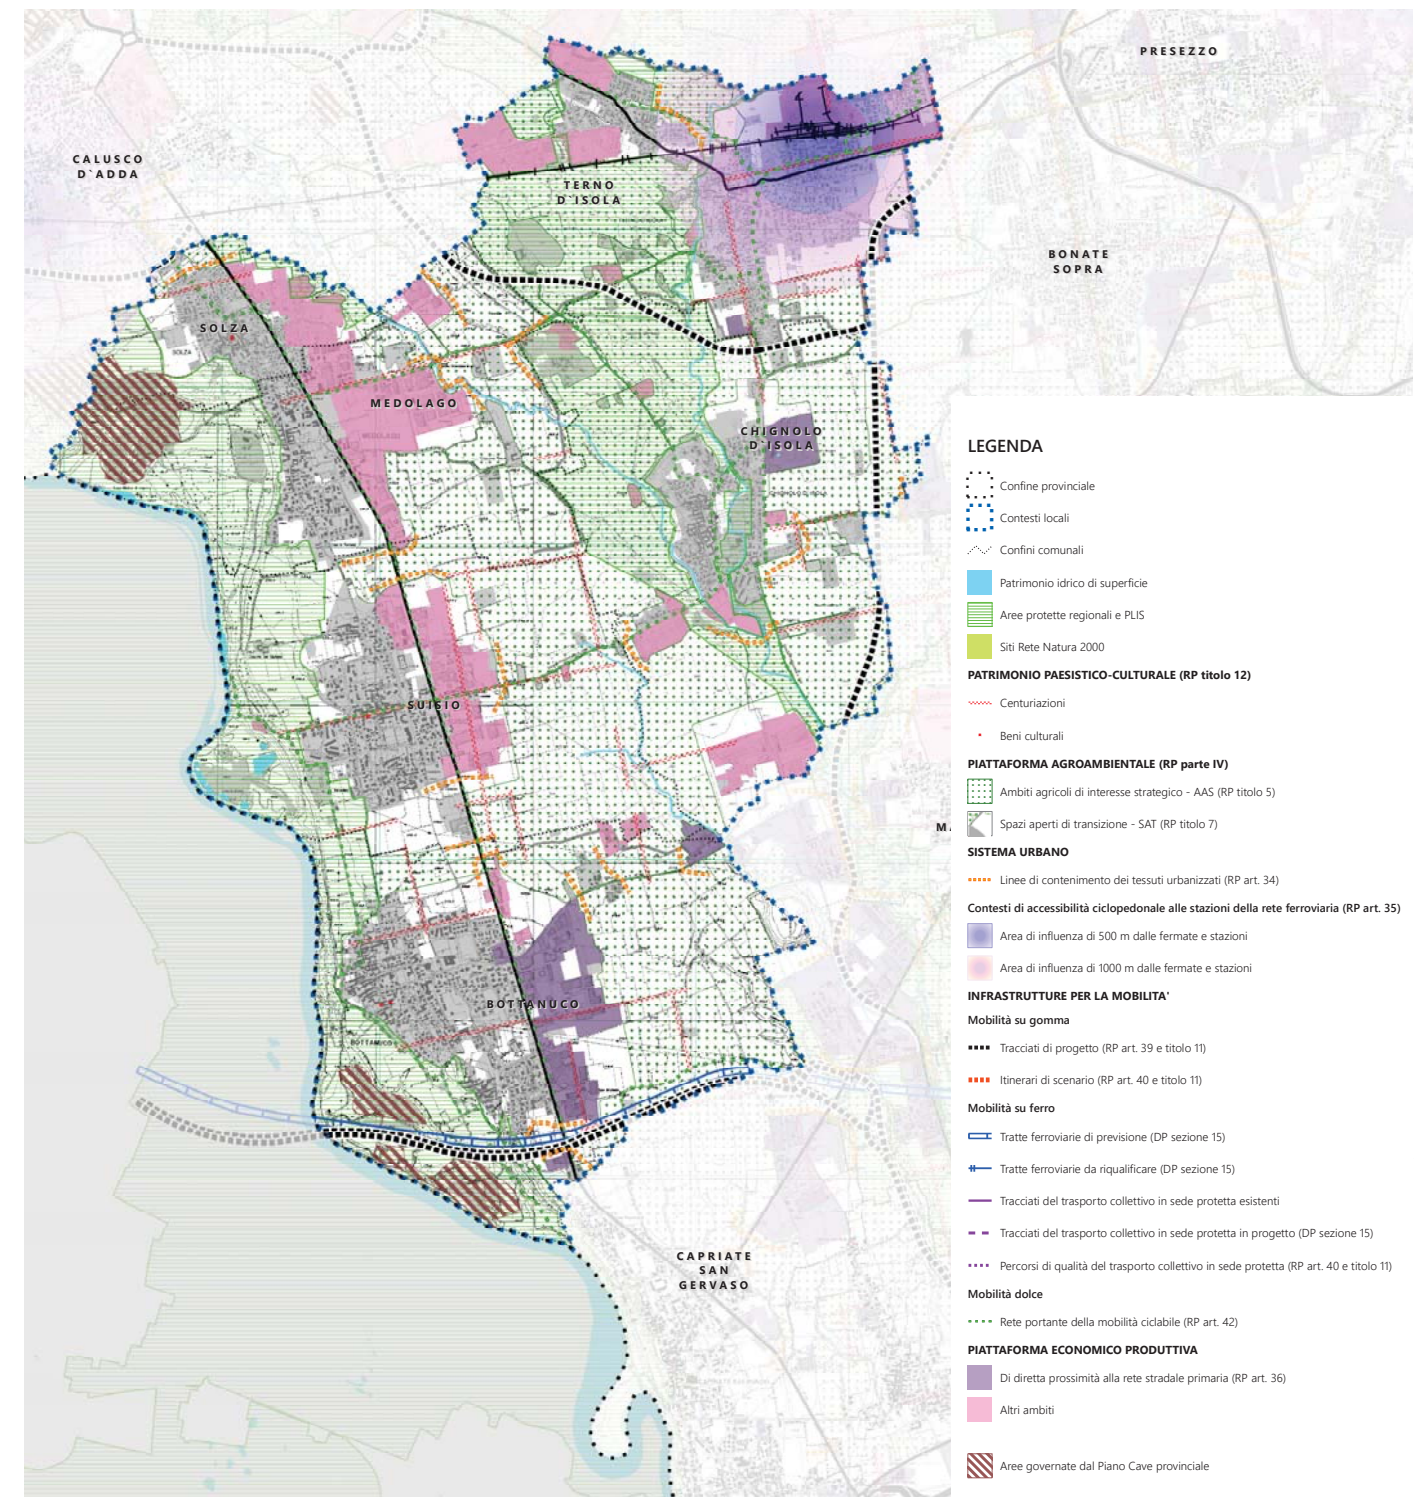 PRESEZZO
CALUSCO
D`ADDA
TERNO
D`ISOLA
BONATE
SOPRA
SOLZA
SOLZA
MEDOLAGO
CHIGNOLO
D`ISOLA
SUISIO
BOTTANUCO
BOTTANUCO
CAPRIATE
SAN
GERVASO
LEGENDA
Confine provinciale
Contesti locali
Confini comunali
Patrimonio idrico di superficie
Aree protette regionali e PLIS
Siti Rete Natura 2000
PATRIMONIO PAESISTICO-CULTURALE (RP titolo 12)
Centuriazioni
Beni culturali
PIATTAFORMA AGROAMBIENTALE (RP parte IV)
Ambiti agricoli di interesse strategico - AAS (RP titolo 5)
Spazi aperti di transizione - SAT (RP titolo 7)
SISTEMA URBANO
Linee di contenimento dei tessuti urbanizzati (RP art. 34)
Contesti di accessibilità ciclopedonale alle stazioni della rete ferroviaria (RP art. 35)
Area di influenza di 500 m dalle fermate e stazioni
Area di influenza di 1000 m dalle fermate e stazioni
INFRASTRUTTURE PER LA MOBILITA'
Mobilità su gomma
Tracciati di progetto (RP art. 39 e titolo 11)
Itinerari di scenario (RP art. 40 e titolo 11)
Mobilità su ferro
Tratte ferroviarie di previsione (DP sezione 15)
Tratte ferroviarie da riqualificare (DP sezione 15)
Tracciati del trasporto collettivo in sede protetta esistenti
Tracciati del trasporto collettivo in sede protetta in progetto (DP sezione 15)
Percorsi di qualità del trasporto collettivo in sede protetta (RP art. 40 e titolo 11)
Mobilità dolce
Rete portante della mobilità ciclabile (RP art. 42)
PIATTAFORMA ECONOMICO PRODUTTIVA
Di diretta prossimità alla rete stradale primaria (RP art. 36)
Altri ambiti
Aree governate dal Piano Cave provinciale